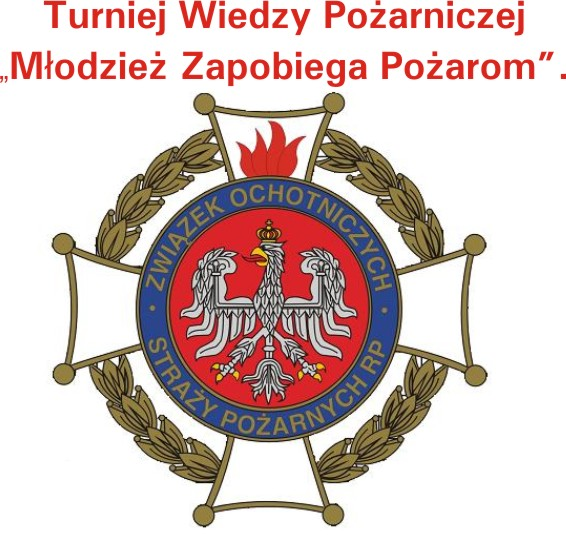 Turniej Wiedzy Pożarniczej
„Młodzież Zapobiega Pożarom”.
· ZWIĄZEK OCHOTNICZYCH ·
STRAŻY POŻARNYCH RP